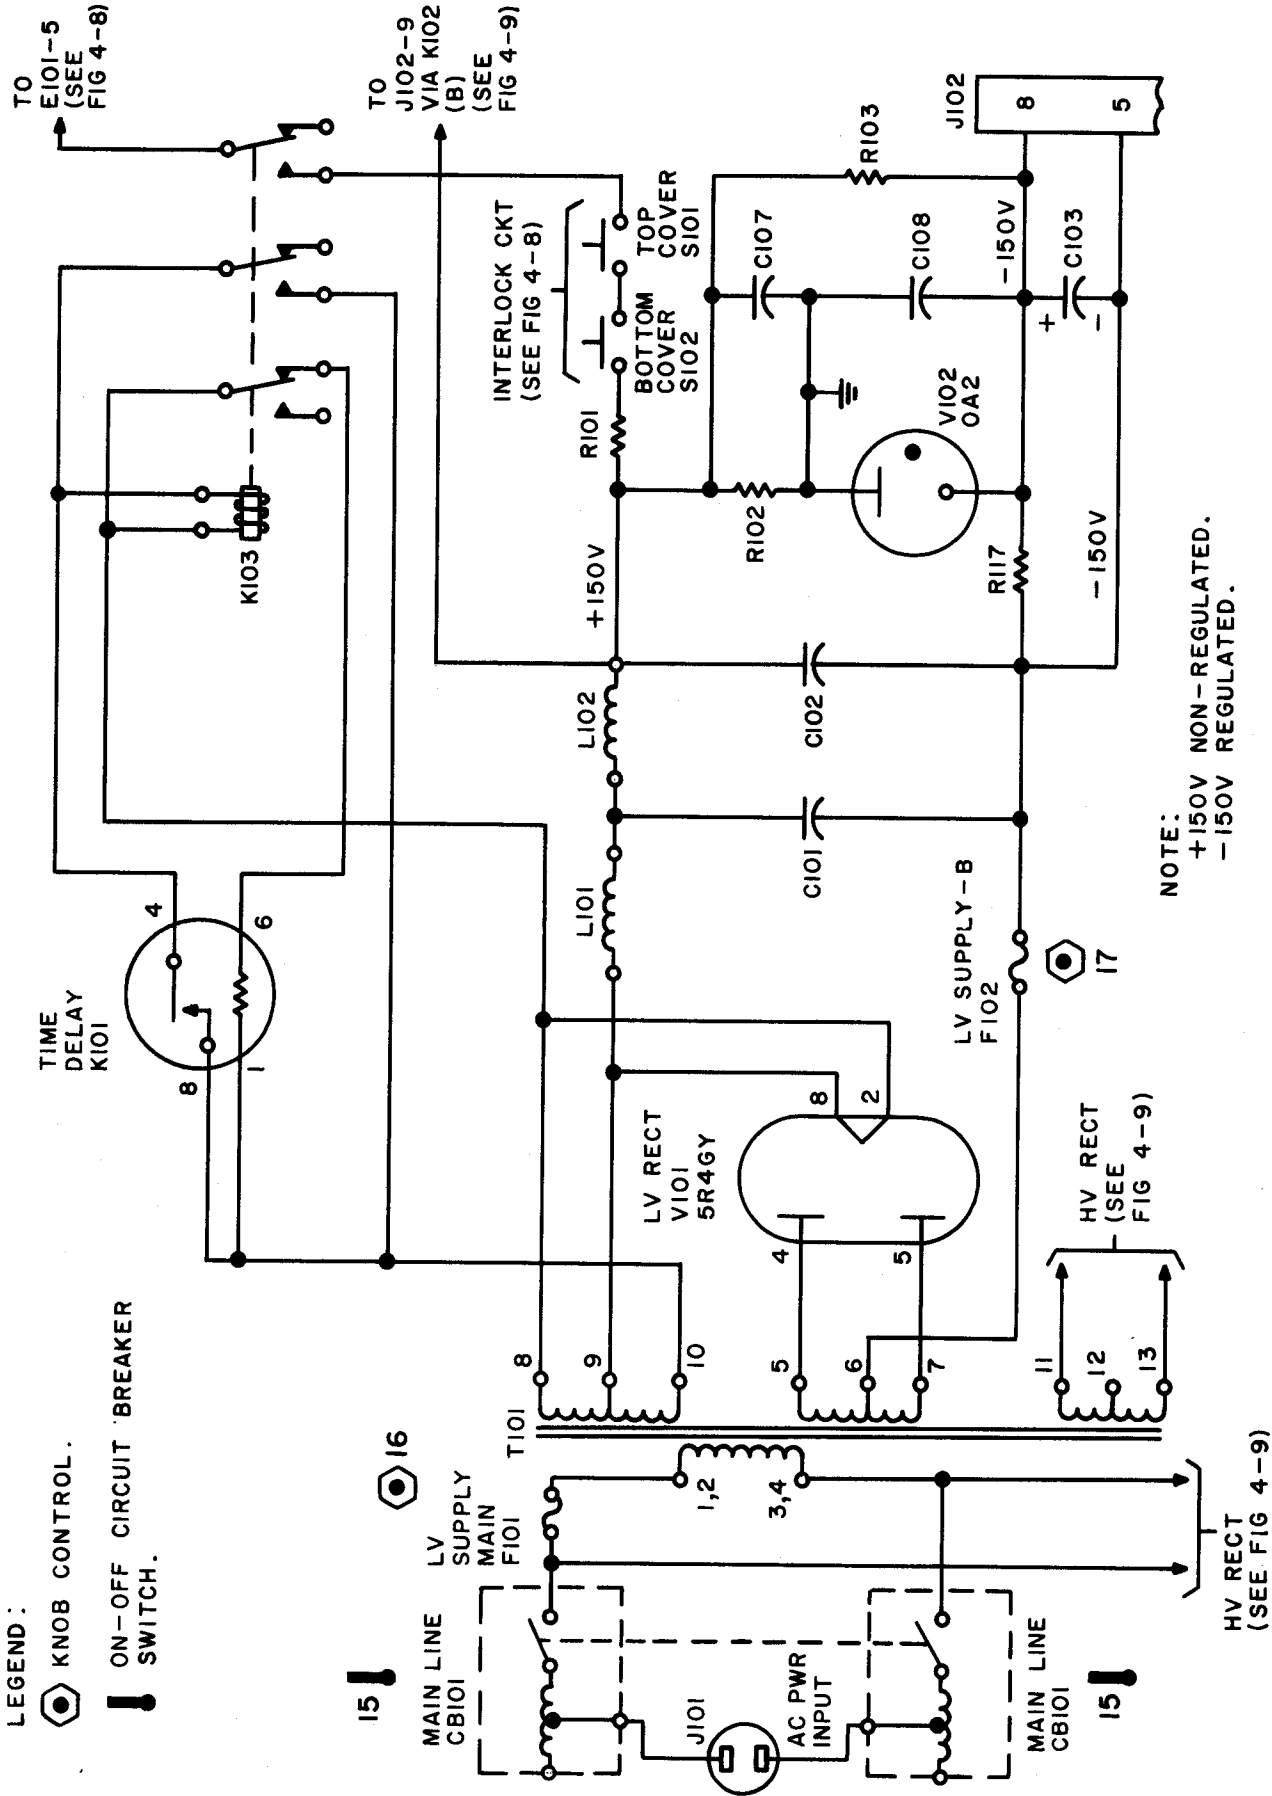 LEGEND:
KNOB CONTROL.
ON-OFF CIRCUIT BREAKER
SWITCH.
TIME
DELAY
K101
8
4
1
6
K103
TO
E101-5
(SEE
FIG 4-8)
TO
J102-9
VIA K102
(B)
(SEE
FIG 4-9)
15
MAIN LINE
CB101
16
LV
SUPPLY
MAIN
F101
T101
8
9
10
L101
L102
+150V
R101
INTERLOCK CKT
(SEE FIG 4-8)
BOTTOM
COVER
S102
TOP
COVER
S101
J101
AC PWR
INPUT
1,2
3,4
5
6
7
LV RECT
V101
5R4GY
4
5
8
2
C101
C102
R102
V102
OA2
C107
C108
R103
-150V
J102
8
5
MAIN LINE
CB101
15
LV SUPPLY-B
F102
17
R117
+
C103
-
-150V
11
12
13
HV RECT
(SEE
FIG 4-9)
HV RECT
(SEE FIG 4-9)
NOTE:
+150V NON-REGULATED.
-150V REGULATED.